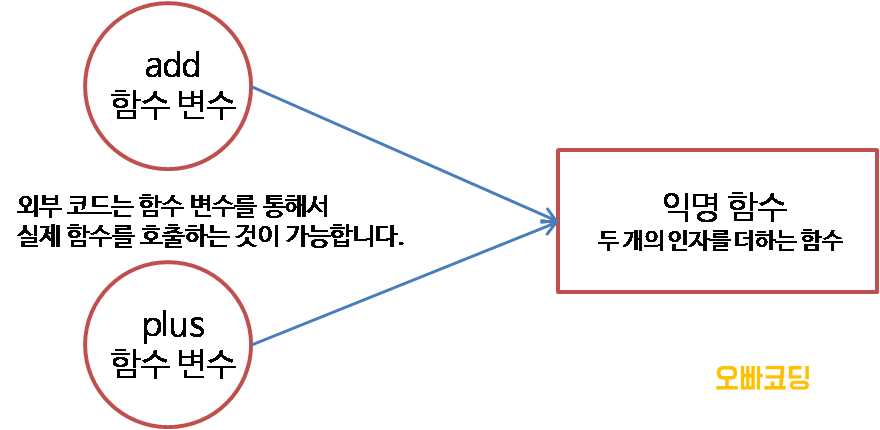 add
함수 변수
외부 코드는 함수 변수를 통해서
실제 함수를 호출하는 것이 가능합니다.
plus
함수 변수
익명 함수
두 개의 인자를 더하는 함수
오빠코딩